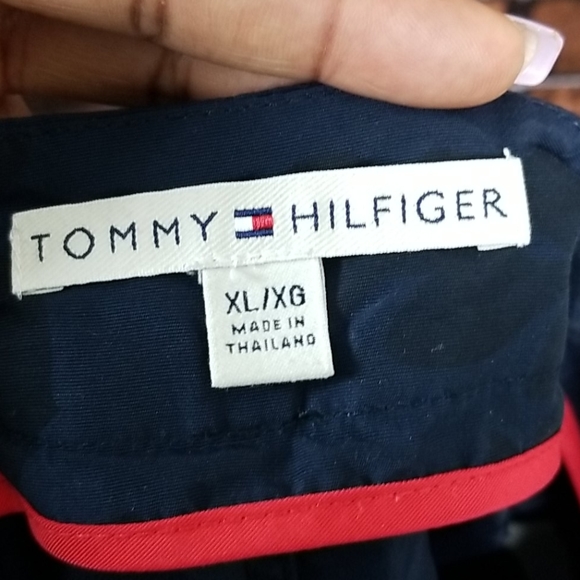 TOMMY HILFIGER
XL/XG
MADE IN
THAILAND